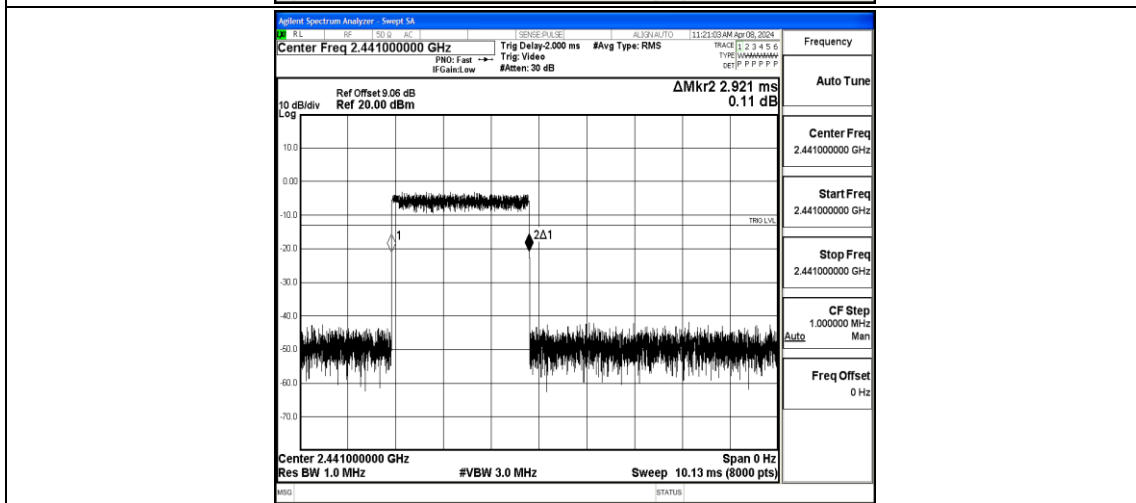 Agilent Spectrum Analyzer - Swept SA
RL RF 50 Ω AC SENSE:PULSE ALIGN AUTO 11:21:03 AM Apr 08, 2024
Center Freq 2.441000000 GHz Trig Delay-2.000 ms #Avg Type: RMS TRACE 1 2 3 4 5 6 Frequency
PNO: Fast Trig: Video TYPE
IFGain:Low #Atten: 30 dB DET P P P P P P
Auto Tune
ΔMkr2 2.921 ms
Ref Offset 9.06 dB
10 dB/div Ref 20.00 dBm 0.11 dB
Log
Center Freq
2.441000000 GHz
10.0
0.00
Start Freq
2.441000000 GHz
-10.0
TRIG LVL
1 2Δ1
-20.0
Stop Freq
2.441000000 GHz
-30.0
CF Step
1.000000 MHz
Auto Man
-40.0
-50.0
Freq Offset
0 Hz
-60.0
-70.0
Center 2.441000000 GHz Span 0 Hz
Res BW 1.0 MHz #VBW 3.0 MHz Sweep 10.13 ms (8000 pts)
MSG STATUS